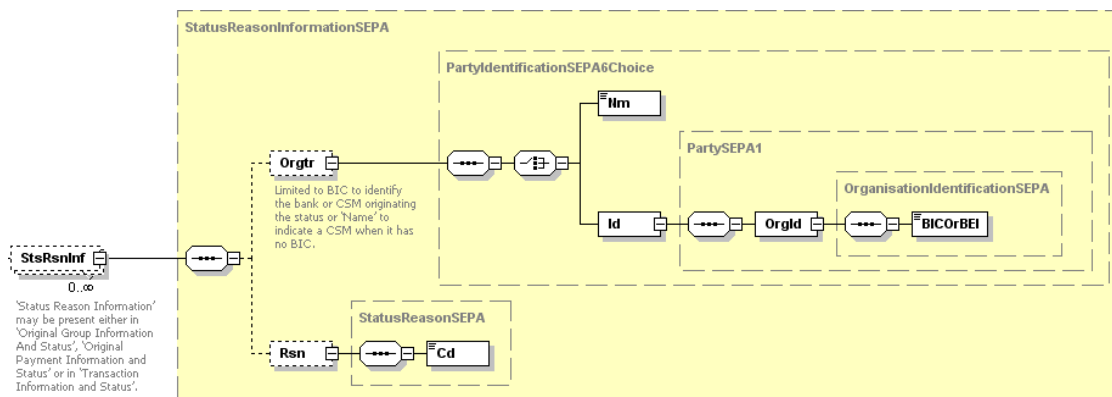 StatusReasonInformationSEPA
PartyIdentificationSEPA6Choice
Nm
PartySEPA1
Orgtr
OrganisationIdentificationSEPA
Limited to BIC to identify
the bank or CSM originating
the status or 'Name' to
indicate a CSM when it has
no BIC.
Id
OrgId
BICOrBEI
StsRsnInf
0..∞
'Status Reason Information'
may be present either in
'Original Group Information
And Status', 'Original
Payment Information and
Status' or in 'Transaction
Information and Status'.
StatusReasonSEPA
Rsn
Cd